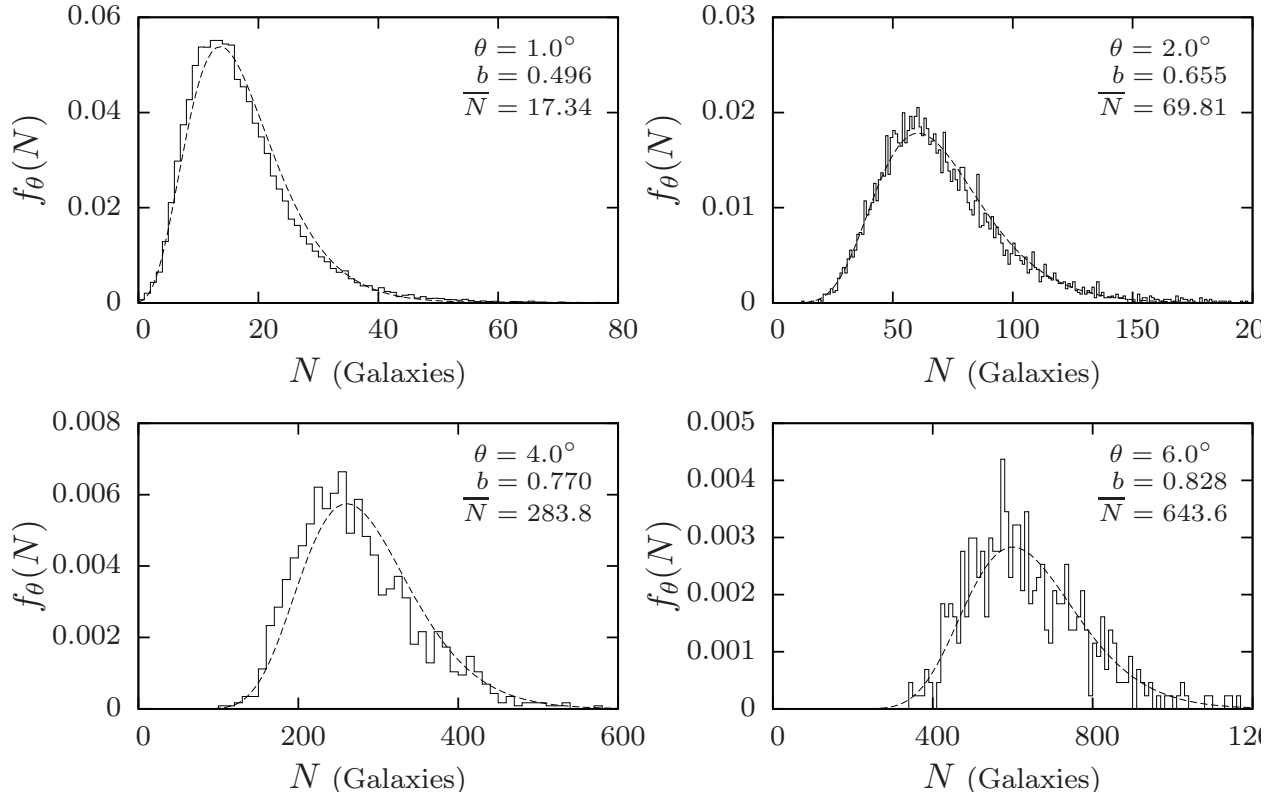 0.06
0.04
0.02
0
f_θ(N)
θ = 1.0°
b = 0.496
N̅ = 17.34
0 20 40 60 80
N (Galaxies)
0.03
0.02
0.01
0
f_θ(N)
θ = 2.0°
b = 0.655
N̅ = 69.81
0 50 100 150 20
N (Galaxies)
0.008
0.006
0.004
0.002
0
f_θ(N)
θ = 4.0°
b = 0.770
N̅ = 283.8
0 200 400 600
N (Galaxies)
0.005
0.004
0.003
0.002
0.001
0
f_θ(N)
θ = 6.0°
b = 0.828
N̅ = 643.6
0 400 800 120
N (Galaxies)